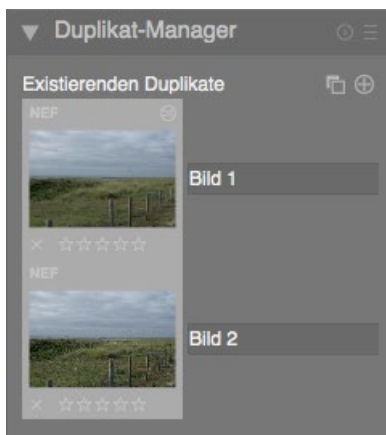 Duplikat-Manager
Existierenden Duplikate
NEF
Bild 1
NEF
Bild 2